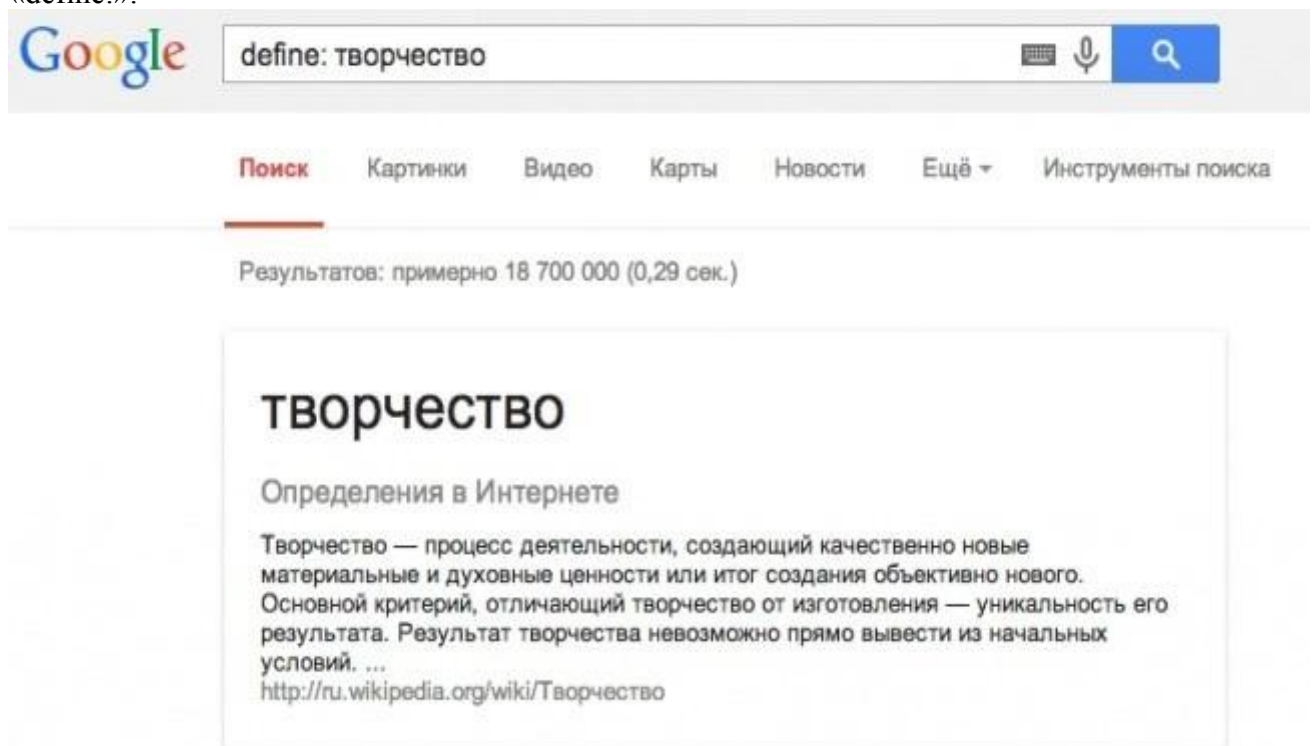 «define:».
Google
define: творчество
Поиск Картинки Видео Карты Новости Ещё Инструменты поиска
Результатов: примерно 18 700 000 (0,29 сек.)
творчество
Определения в Интернете
Творчество — процесс деятельности, создающий качественно новые
материальные и духовные ценности или итог создания объективно нового.
Основной критерий, отличающий творчество от изготовления — уникальность его
результата. Результат творчества невозможно прямо вывести из начальных
условий. ...
http://ru.wikipedia.org/wiki/Творчество